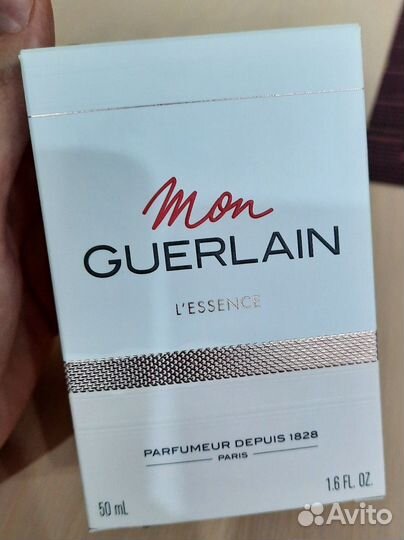 Mon
GUERLAIN
L'ESSENCE
PARFUMEUR DEPUIS 1828
PARIS
50 mL 1.6 FL. OZ.
Avito